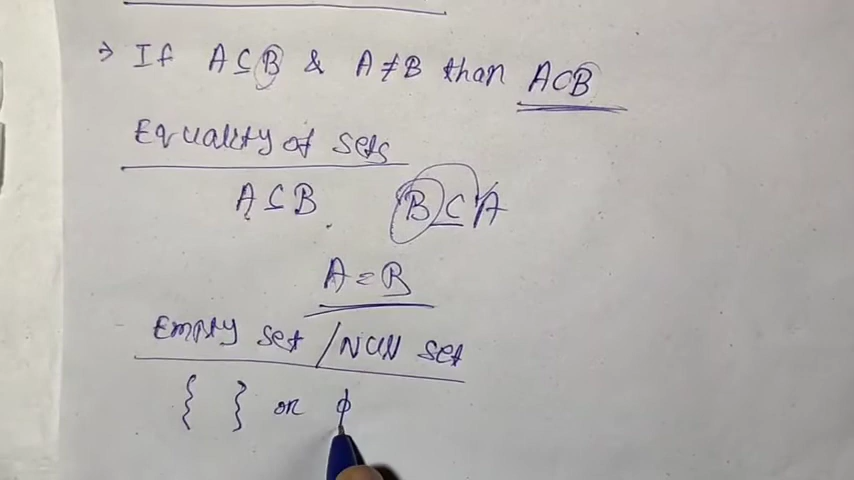 → If A⊆B & A≠B than A⊂B
Equality of sets
A⊆B B⊆A
A=B
Empty set / Null set
{ } or ϕ